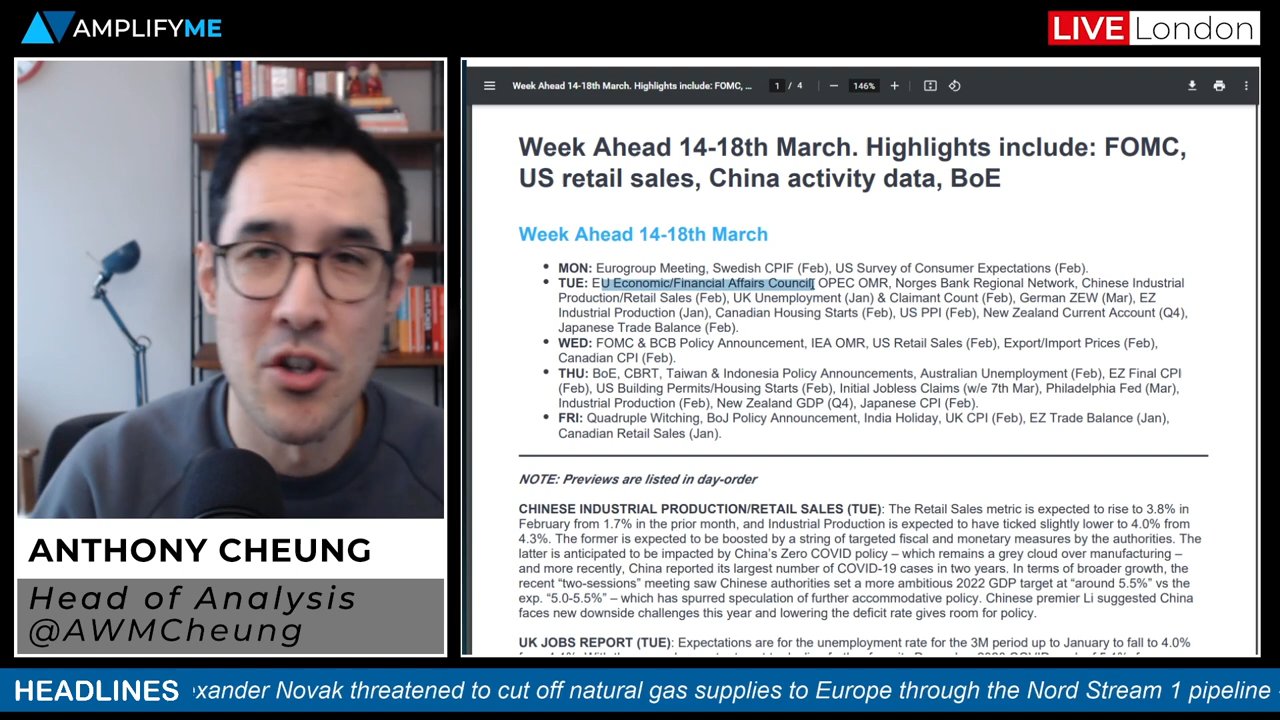 AMPLIFYME
LIVE London
Week Ahead 14-18th March. Highlights include: FOMC, ...
1 / 4
146%
Week Ahead 14-18th March. Highlights include: FOMC,
US retail sales, China activity data, BoE
Week Ahead 14-18th March
• MON: Eurogroup Meeting, Swedish CPIF (Feb), US Survey of Consumer Expectations (Feb).
• TUE: EU Economic/Financial Affairs Council, OPEC OMR, Norges Bank Regional Network, Chinese Industrial
Production/Retail Sales (Feb), UK Unemployment (Jan) & Claimant Count (Feb), German ZEW (Mar), EZ
Industrial Production (Jan), Canadian Housing Starts (Feb), US PPI (Feb), New Zealand Current Account (Q4),
Japanese Trade Balance (Feb).
• WED: FOMC & BCB Policy Announcement, IEA OMR, US Retail Sales (Feb), Export/Import Prices (Feb),
Canadian CPI (Feb).
• THU: BoE, CBRT, Taiwan & Indonesia Policy Announcements, Australian Unemployment (Feb), EZ Final CPI
(Feb), US Building Permits/Housing Starts (Feb), Initial Jobless Claims (w/e 7th Mar), Philadelphia Fed (Mar),
Industrial Production (Feb), New Zealand GDP (Q4), Japanese CPI (Feb).
• FRI: Quadruple Witching, BoJ Policy Announcement, India Holiday, UK CPI (Feb), EZ Trade Balance (Jan),
Canadian Retail Sales (Jan).
NOTE: Previews are listed in day-order
CHINESE INDUSTRIAL PRODUCTION/RETAIL SALES (TUE): The Retail Sales metric is expected to rise to 3.8% in
February from 1.7% in the prior month, and Industrial Production is expected to have ticked slightly lower to 4.0% from
4.3%. The former is expected to be boosted by a string of targeted fiscal and monetary measures by the authorities. The
latter is anticipated to be impacted by China's Zero COVID policy – which remains a grey cloud over manufacturing –
and more recently, China reported its largest number of COVID-19 cases in two years. In terms of broader growth, the
recent "two-sessions" meeting saw Chinese authorities set a more ambitious 2022 GDP target at "around 5.5%" vs the
exp. "5.0-5.5%" – which has spurred speculation of further accommodative policy. Chinese premier Li suggested China
faces new downside challenges this year and lowering the deficit rate gives room for policy.
UK JOBS REPORT (TUE): Expectations are for the unemployment rate for the 3M period up to January to fall to 4.0%
ANTHONY CHEUNG
Head of Analysis
@AWMCheung
HEADLINES xander Novak threatened to cut off natural gas supplies to Europe through the Nord Stream 1 pipeline